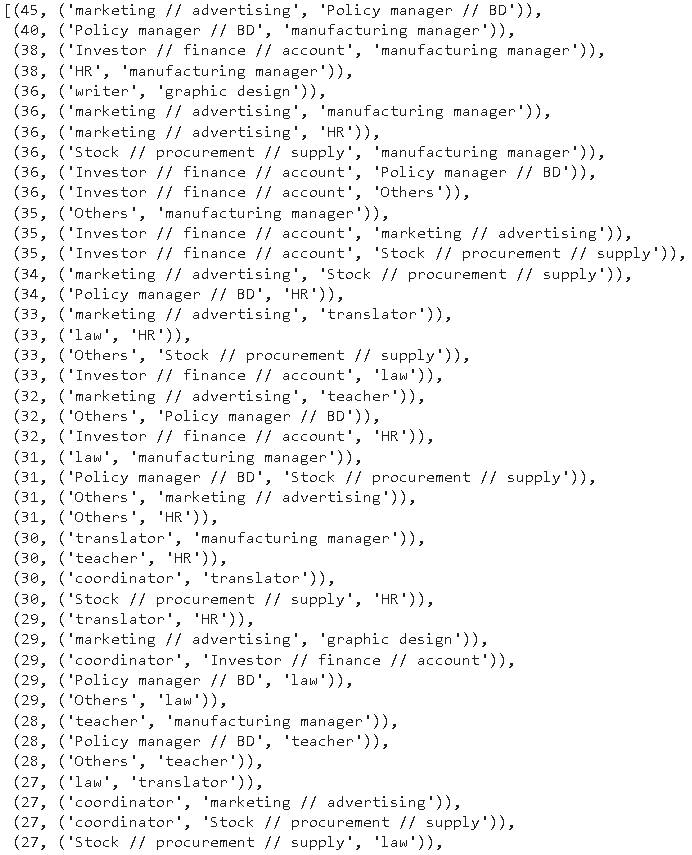 [(45, ('marketing // advertising', 'Policy manager // BD')),
(40, ('Policy manager // BD', 'manufacturing manager')),
(38, ('Investor // finance // account', 'manufacturing manager')),
(38, ('HR', 'manufacturing manager')),
(36, ('writer', 'graphic design')),
(36, ('marketing // advertising', 'manufacturing manager')),
(36, ('marketing // advertising', 'HR')),
(36, ('Stock // procurement // supply', 'manufacturing manager')),
(36, ('Investor // finance // account', 'Policy manager // BD')),
(36, ('Investor // finance // account', 'Others')),
(35, ('Others', 'manufacturing manager')),
(35, ('Investor // finance // account', 'marketing // advertising')),
(35, ('Investor // finance // account', 'Stock // procurement // supply')),
(34, ('marketing // advertising', 'Stock // procurement // supply')),
(34, ('Policy manager // BD', 'HR')),
(33, ('marketing // advertising', 'translator')),
(33, ('law', 'HR')),
(33, ('Others', 'Stock // procurement // supply')),
(33, ('Investor // finance // account', 'law')),
(32, ('marketing // advertising', 'teacher')),
(32, ('Others', 'Policy manager // BD')),
(32, ('Investor // finance // account', 'HR')),
(31, ('law', 'manufacturing manager')),
(31, ('Policy manager // BD', 'Stock // procurement // supply')),
(31, ('Others', 'marketing // advertising')),
(31, ('Others', 'HR')),
(30, ('translator', 'manufacturing manager')),
(30, ('teacher', 'HR')),
(30, ('coordinator', 'translator')),
(30, ('Stock // procurement // supply', 'HR')),
(29, ('translator', 'HR')),
(29, ('marketing // advertising', 'graphic design')),
(29, ('coordinator', 'Investor // finance // account')),
(29, ('Policy manager // BD', 'law')),
(29, ('Others', 'law')),
(28, ('teacher', 'manufacturing manager')),
(28, ('Policy manager // BD', 'teacher')),
(28, ('Others', 'teacher')),
(27, ('law', 'translator')),
(27, ('coordinator', 'marketing // advertising')),
(27, ('coordinator', 'Stock // procurement // supply')),
(27, ('Stock // procurement // supply', 'law')),